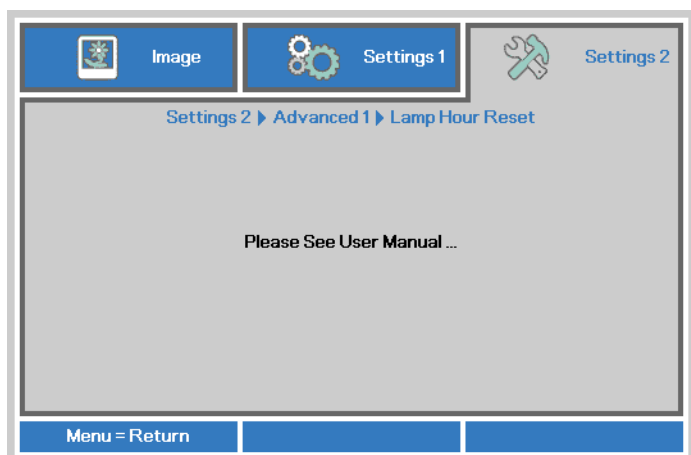 Image
Settings 1
Settings 2
Settings 2 ▶ Advanced 1 ▶ Lamp Hour Reset
Please See User Manual ...
Menu = Return